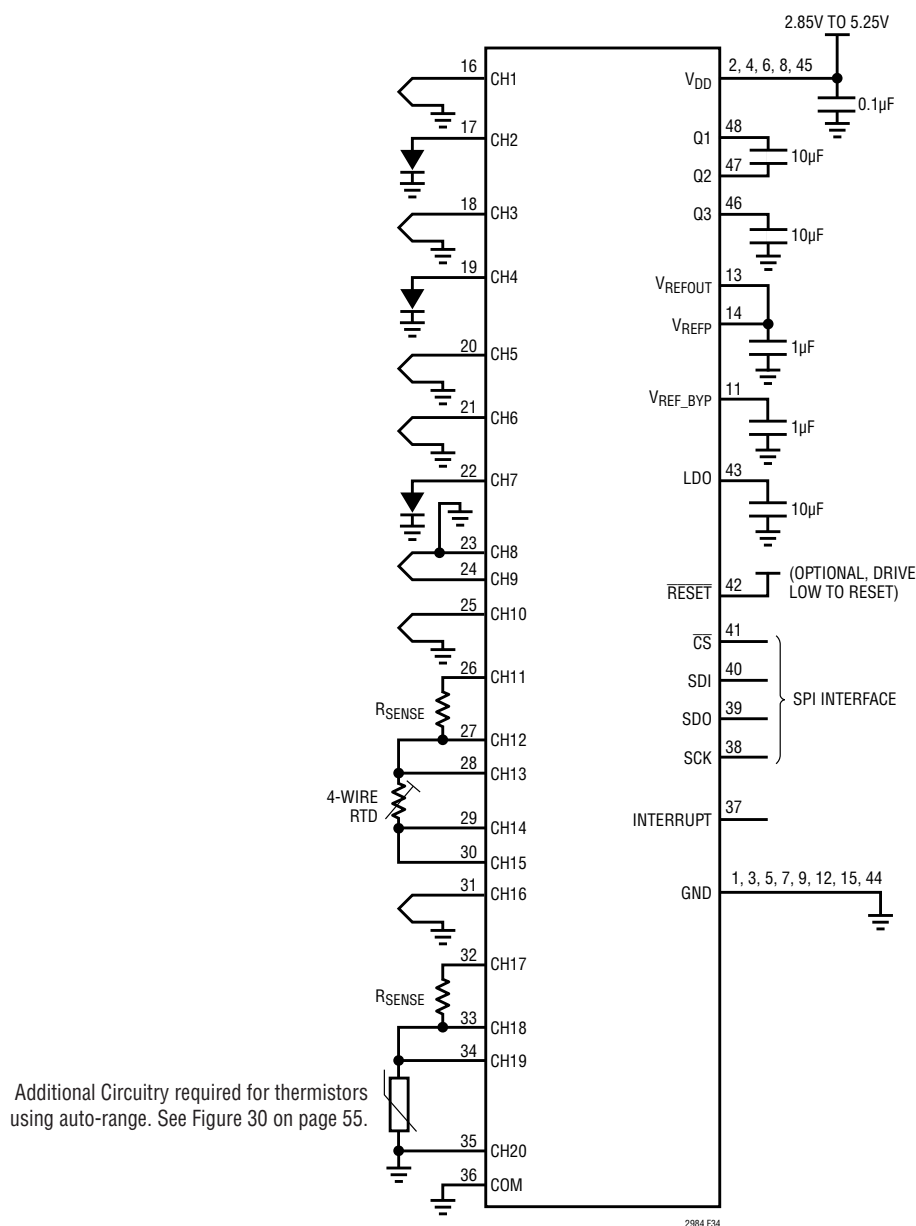 2.85V TO 5.25V
16 CH1
17 CH2
18 CH3
19 CH4
20 CH5
21 CH6
22 CH7
23 CH8
24 CH9
25 CH10
26 CH11
RSENSE
27 CH12
28 CH13
4-WIRE
RTD
29 CH14
30 CH15
31 CH16
32 CH17
RSENSE
33 CH18
34 CH19
Additional Circuitry required for thermistors
using auto-range. See Figure 30 on page 55.
35 CH20
36 COM
VDD 2, 4, 6, 8, 45
0.1µF
Q1 48
10µF
Q2 47
Q3 46
10µF
VREFOUT 13
VREFP 14
1µF
VREF_BYP 11
1µF
LDO 43
10µF
RESET 42
(OPTIONAL, DRIVE
LOW TO RESET)
CS 41
SDI 40
SPI INTERFACE
SDO 39
SCK 38
INTERRUPT 37
GND 1, 3, 5, 7, 9, 12, 15, 44
2984 F34